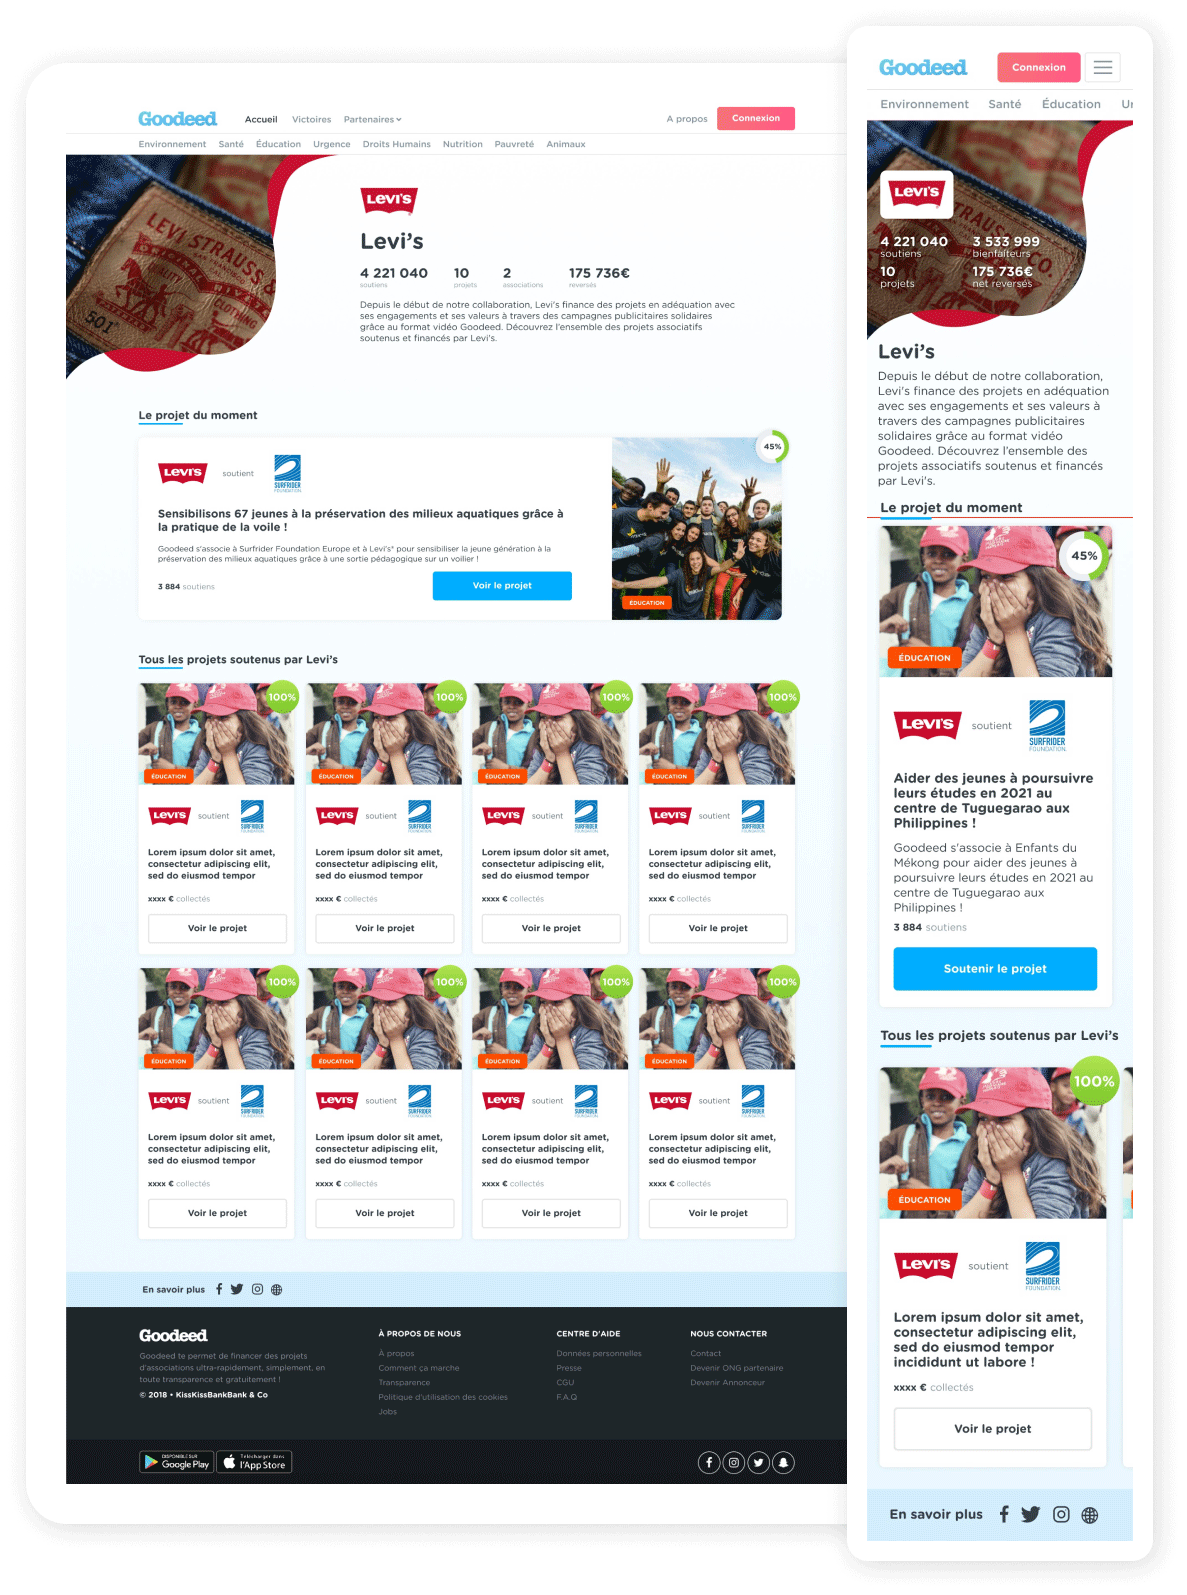 Goodeed
Accueil
Victoires
Partenaires
A propos
Connexion
Environnement
Santé
Éducation
Urgence
Droits Humains
Nutrition
Pauvreté
Animaux
LEVI STRAUSS
QUALITY
501
LEVI'S
Levi's
4 221 040
soutiens
10
projets
2
associations
175 736€
reversés
Depuis le début de notre collaboration, Levi's finance des projets en adéquation avec
ses engagements et ses valeurs à travers des campagnes publicitaires solidaires
grâce au format vidéo Goodeed. Découvrez l'ensemble des projets associatifs
soutenus et financés par Levi's.
Le projet du moment
LEVI'S
soutient
SURFRIDER
FOUNDATION
45%
Sensibilisons 67 jeunes à la préservation des milieux aquatiques grâce à
la pratique de la voile !
Goodeed s'associe à Surfrider Foundation Europe et à Levi's® pour sensibiliser la jeune génération à la
préservation des milieux aquatiques grâce à une sortie pédagogique sur un voilier !
3 884 soutiens
Voir le projet
ÉDUCATION
Tous les projets soutenus par Levi's
100%
100%
100%
100%
ÉDUCATION
ÉDUCATION
ÉDUCATION
ÉDUCATION
LEVI'S soutient SURFRIDER FOUNDATION
LEVI'S soutient SURFRIDER FOUNDATION
LEVI'S soutient SURFRIDER FOUNDATION
LEVI'S soutient SURFRIDER FOUNDATION
Lorem ipsum dolor sit amet,
consectetur adipiscing elit,
sed do eiusmod tempor
Lorem ipsum dolor sit amet,
consectetur adipiscing elit,
sed do eiusmod tempor
Lorem ipsum dolor sit amet,
consectetur adipiscing elit,
sed do eiusmod tempor
Lorem ipsum dolor sit amet,
consectetur adipiscing elit,
sed do eiusmod tempor
xxxx € collectés
xxxx € collectés
xxxx € collectés
xxxx € collectés
Voir le projet
Voir le projet
Voir le projet
Voir le projet
100%
100%
100%
100%
ÉDUCATION
ÉDUCATION
ÉDUCATION
ÉDUCATION
LEVI'S soutient SURFRIDER FOUNDATION
LEVI'S soutient SURFRIDER FOUNDATION
LEVI'S soutient SURFRIDER FOUNDATION
LEVI'S soutient SURFRIDER FOUNDATION
Lorem ipsum dolor sit amet,
consectetur adipiscing elit,
sed do eiusmod tempor
Lorem ipsum dolor sit amet,
consectetur adipiscing elit,
sed do eiusmod tempor
Lorem ipsum dolor sit amet,
consectetur adipiscing elit,
sed do eiusmod tempor
Lorem ipsum dolor sit amet,
consectetur adipiscing elit,
sed do eiusmod tempor
xxxx € collectés
xxxx € collectés
xxxx € collectés
xxxx € collectés
Voir le projet
Voir le projet
Voir le projet
Voir le projet
En savoir plus
Goodeed
Goodeed te permet de financer des projets
d'associations ultra-rapidement, simplement, en
toute transparence et gratuitement !
© 2018 • KissKissBankBank & Co
À PROPOS DE NOUS
À propos
Comment ça marche
Transparence
Politique d'utilisation des cookies
Jobs
CENTRE D'AIDE
Données personnelles
Presse
CGU
F.A.Q
NOUS CONTACTER
Contact
Devenir ONG partenaire
Devenir Annonceur
DISPONIBLE SUR
Google Play
Télécharger dans
l'App Store
Goodeed
Connexion
Environnement
Santé
Éducation
Ur
LEVI'S
4 221 040
soutiens
3 533 999
bienfaiteurs
10
projets
175 736€
net reversés
Levi's
Depuis le début de notre collaboration,
Levi's finance des projets en adéquation
avec ses engagements et ses valeurs à
travers des campagnes publicitaires
solidaires grâce au format vidéo
Goodeed. Découvrez l'ensemble des
projets associatifs soutenus et financés
par Levi's.
Le projet du moment
45%
ÉDUCATION
LEVI'S
soutient
SURFRIDER
FOUNDATION
Aider des jeunes à poursuivre
leurs études en 2021 au
centre de Tuguegarao aux
Philippines !
Goodeed s'associe à Enfants du
Mékong pour aider des jeunes à
poursuivre leurs études en 2021 au
centre de Tuguegarao aux
Philippines !
3 884 soutiens
Soutenir le projet
Tous les projets soutenus par Levi's
100%
ÉDUCATION
LEVI'S
soutient
SURFRIDER
FOUNDATION
Lorem ipsum dolor sit amet,
consectetur adipiscing elit,
sed do eiusmod tempor
incididunt ut labore !
xxxx € collectés
Voir le projet
En savoir plus